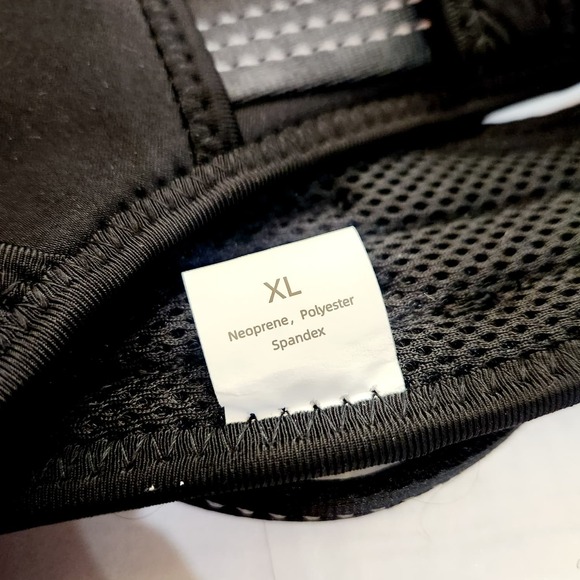 XL
Neoprene, Polyester
Spandex